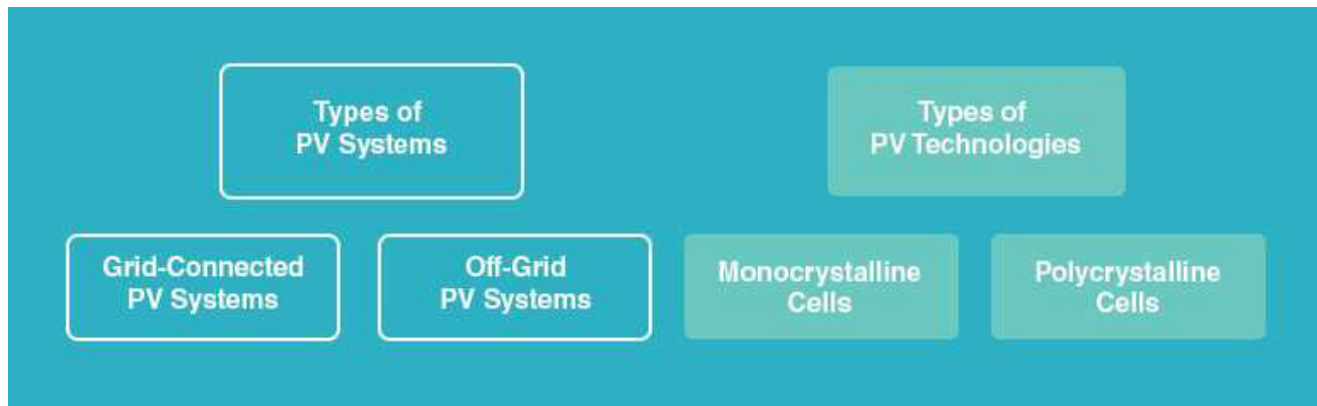 Types of
PV Systems
Types of
PV Technologies
Grid-Connected
PV Systems
Off-Grid
PV Systems
Monocrystalline
Cells
Polycrystalline
Cells